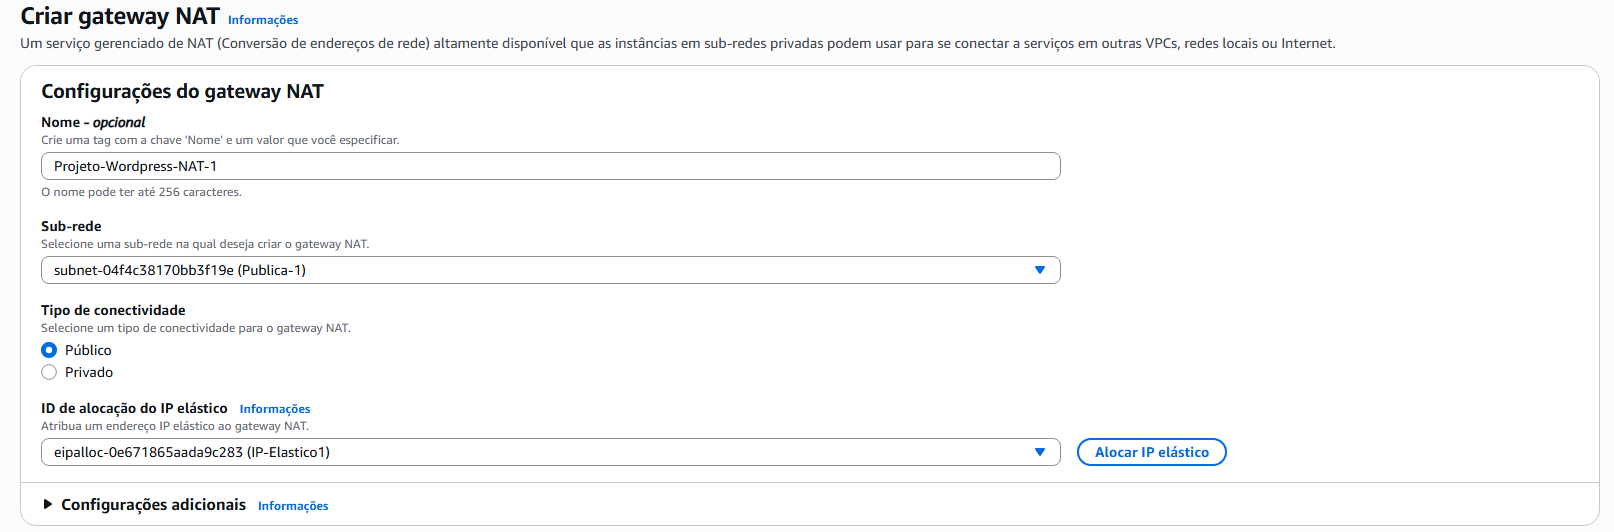 Criar gateway NAT Informações
Um serviço gerenciado de NAT (Conversão de endereços de rede) altamente disponível que as instâncias em sub-redes privadas podem usar para se conectar a serviços em outras VPCs, redes locais ou Internet.
Configurações do gateway NAT
Nome - opcional
Crie uma tag com a chave 'Nome' e um valor que você especificar.
Projeto-Wordpress-NAT-1
O nome pode ter até 256 caracteres.
Sub-rede
Selecione uma sub-rede na qual deseja criar o gateway NAT.
subnet-04f4c38170bb3f19e (Publica-1)
Tipo de conectividade
Selecione um tipo de conectividade para o gateway NAT.
Público
Privado
ID de alocação do IP elástico Informações
Atribua um endereço IP elástico ao gateway NAT.
eipalloc-0e671865aada9c283 (IP-Elastico1) Alocar IP elástico
Configurações adicionais Informações